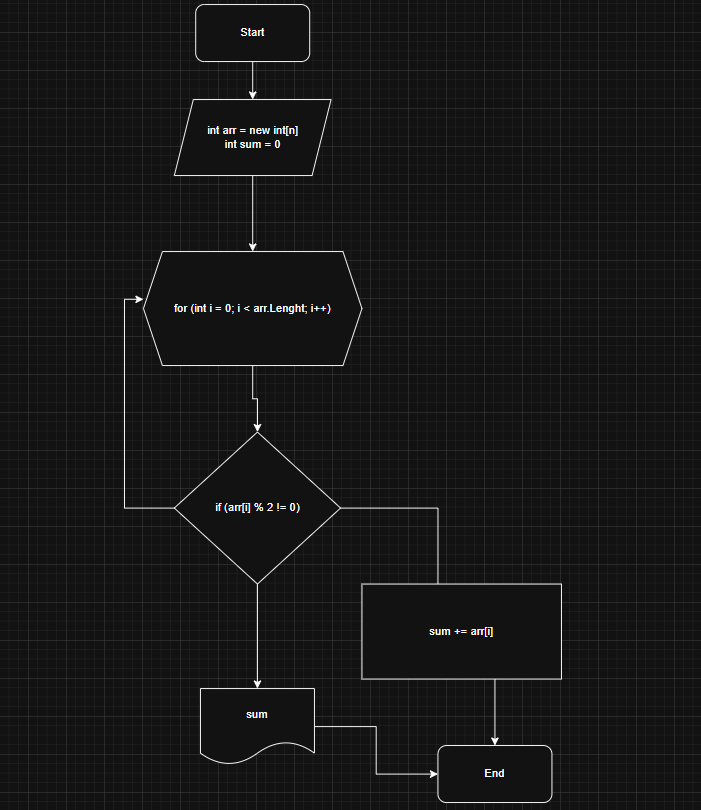 Start
int arr = new int[n]
int sum = 0
for (int i = 0; i < arr.Lenght; i++)
if (arr[i] % 2 != 0)
sum += arr[i]
sum
End